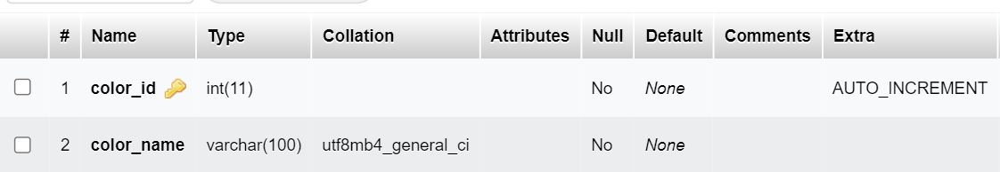 # Name Type Collation Attributes Null Default Comments Extra
1 color_id int(11) No None AUTO_INCREMENT
2 color_name varchar(100) utf8mb4_general_ci No None